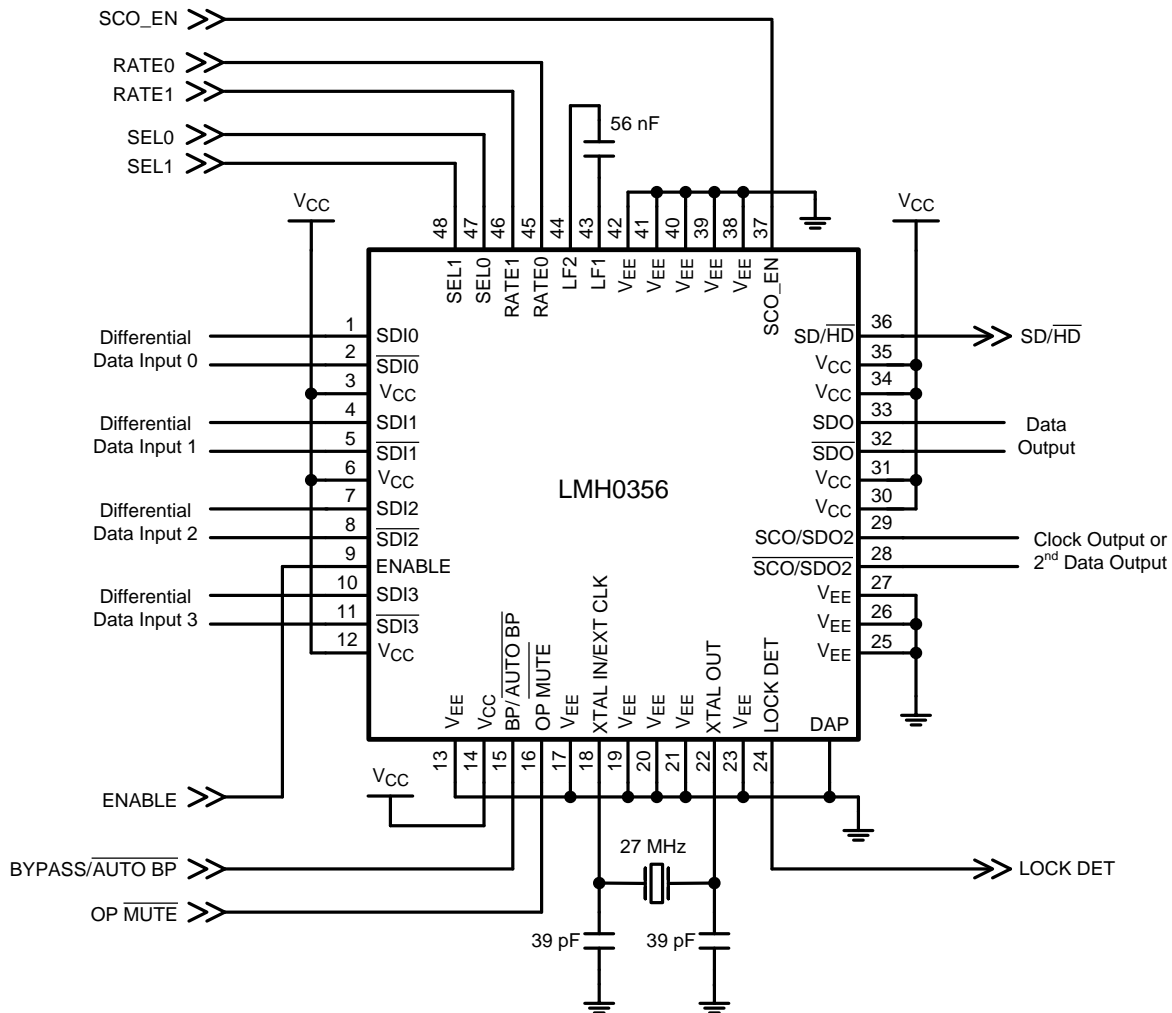 SCO_EN
RATE0
RATE1
SEL0
SEL1
56 nF
VCC
VCC
48
47
46
45
44
43
42
41
40
39
38
37
SEL1
SEL0
RATE1
RATE0
LF2
LF1
VEE
VEE
VEE
VEE
VEE
SCO_EN
Differential
Data Input 0
1
SDI0
2
SDI0
3
VCC
Differential
Data Input 1
4
SDI1
5
SDI1
6
VCC
Differential
Data Input 2
7
SDI2
8
SDI2
9
ENABLE
Differential
Data Input 3
10
SDI3
11
SDI3
12
VCC
LMH0356
SD/HD
36
SD/HD
VCC
35
VCC
34
SDO
33
SDO
32
Data
Output
VCC
31
VCC
30
SCO/SDO2
29
SCO/SDO2
28
Clock Output or
2nd Data Output
VEE
27
VEE
26
VEE
25
VEE
VCC
BP/AUTO BP
OP MUTE
VEE
XTAL IN/EXT CLK
VEE
VEE
VEE
XTAL OUT
VEE
LOCK DET
DAP
13
14
15
16
17
18
19
20
21
22
23
24
VCC
ENABLE
BYPASS/AUTO BP
OP MUTE
27 MHz
39 pF
39 pF
LOCK DET